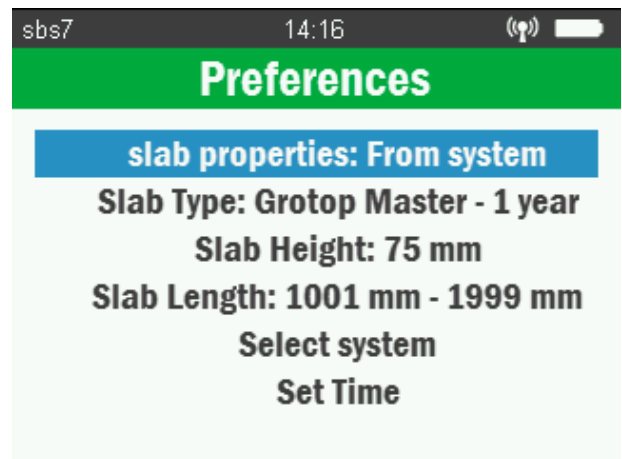 sbs7 14:16
Preferences
slab properties: From system
Slab Type: Grotop Master - 1 year
Slab Height: 75 mm
Slab Length: 1001 mm - 1999 mm
Select system
Set Time